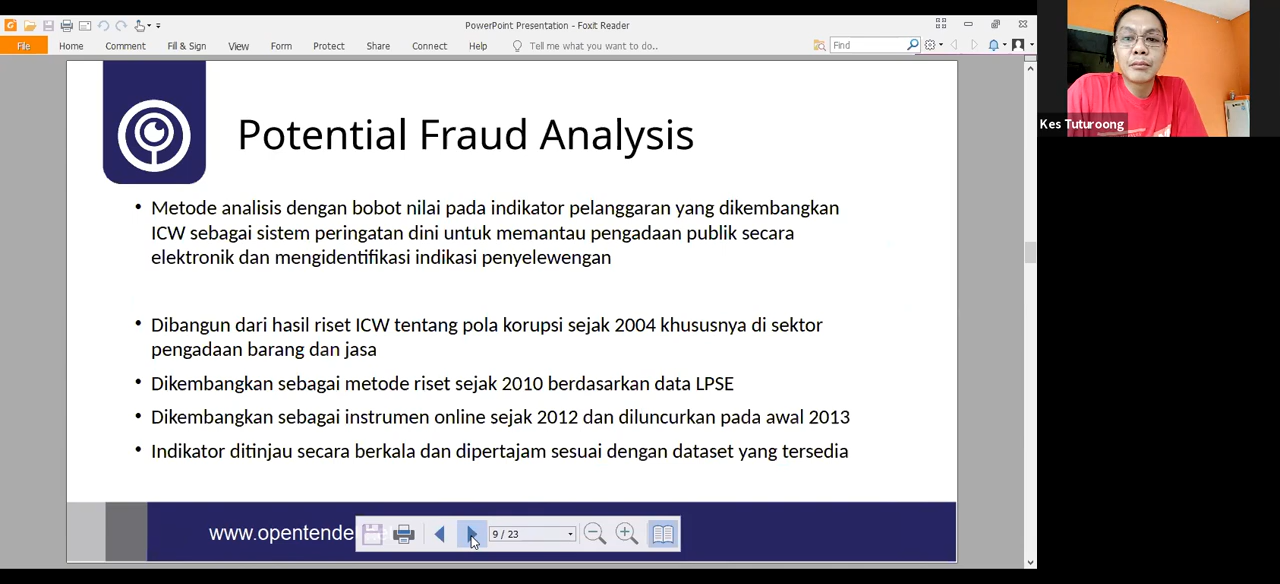 PowerPoint Presentation - Foxit Reader
File Home Comment Fill & Sign View Form Protect Share Connect Help Tell me what you want to do.. Find
Kes Tuturoong
Potential Fraud Analysis
• Metode analisis dengan bobot nilai pada indikator pelanggaran yang dikembangkan
ICW sebagai sistem peringatan dini untuk memantau pengadaan publik secara
elektronik dan mengidentifikasi indikasi penyelewengan
• Dibangun dari hasil riset ICW tentang pola korupsi sejak 2004 khususnya di sektor
pengadaan barang dan jasa
• Dikembangkan sebagai metode riset sejak 2010 berdasarkan data LPSE
• Dikembangkan sebagai instrumen online sejak 2012 dan diluncurkan pada awal 2013
• Indikator ditinjau secara berkala dan dipertajam sesuai dengan dataset yang tersedia
www.opentende
9 / 23